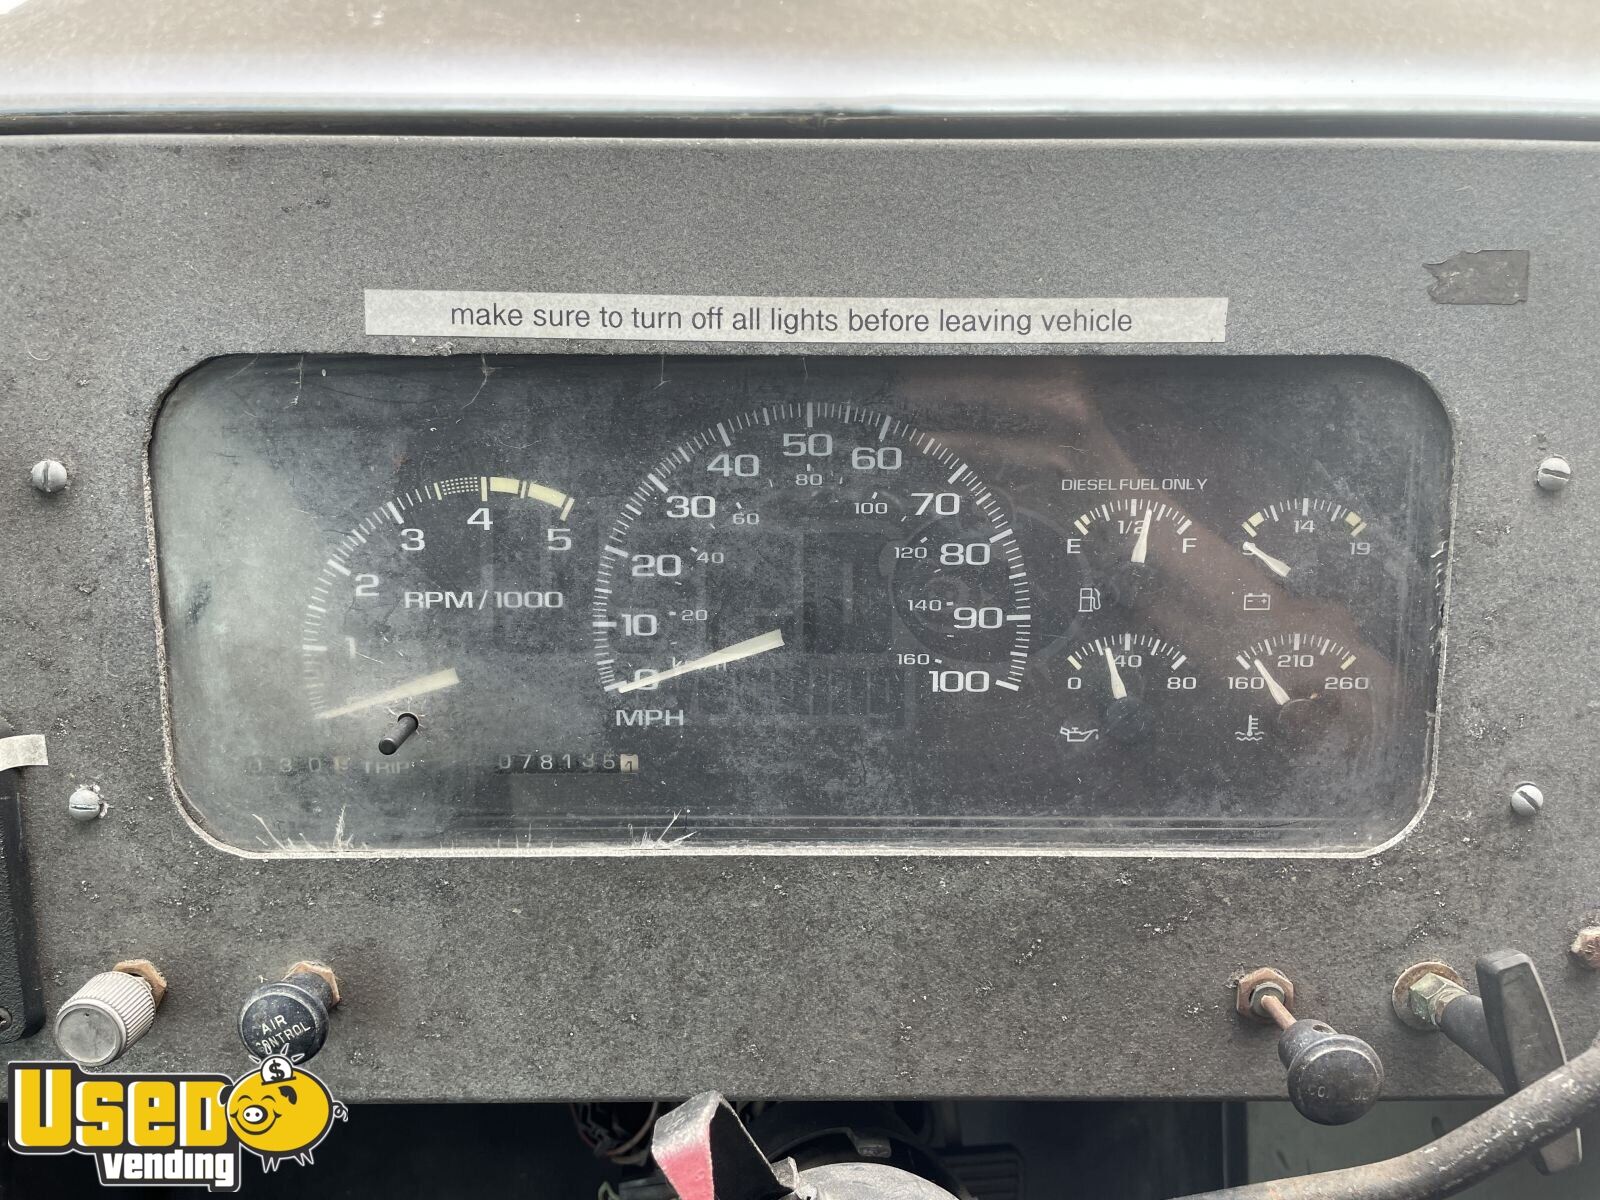 make sure to turn off all lights before leaving vehicle
1 2 3 4 5
RPM/1000
0 10 20 30 40 50 60 70 80 90 100
20 40 60 80 100 120 140 160
MPH
TRIP
0781351
DIESEL FUEL ONLY
E 1/2 F
14 19
0 40 80
160 210 260
AIR
CONTROL
USED
vending
$